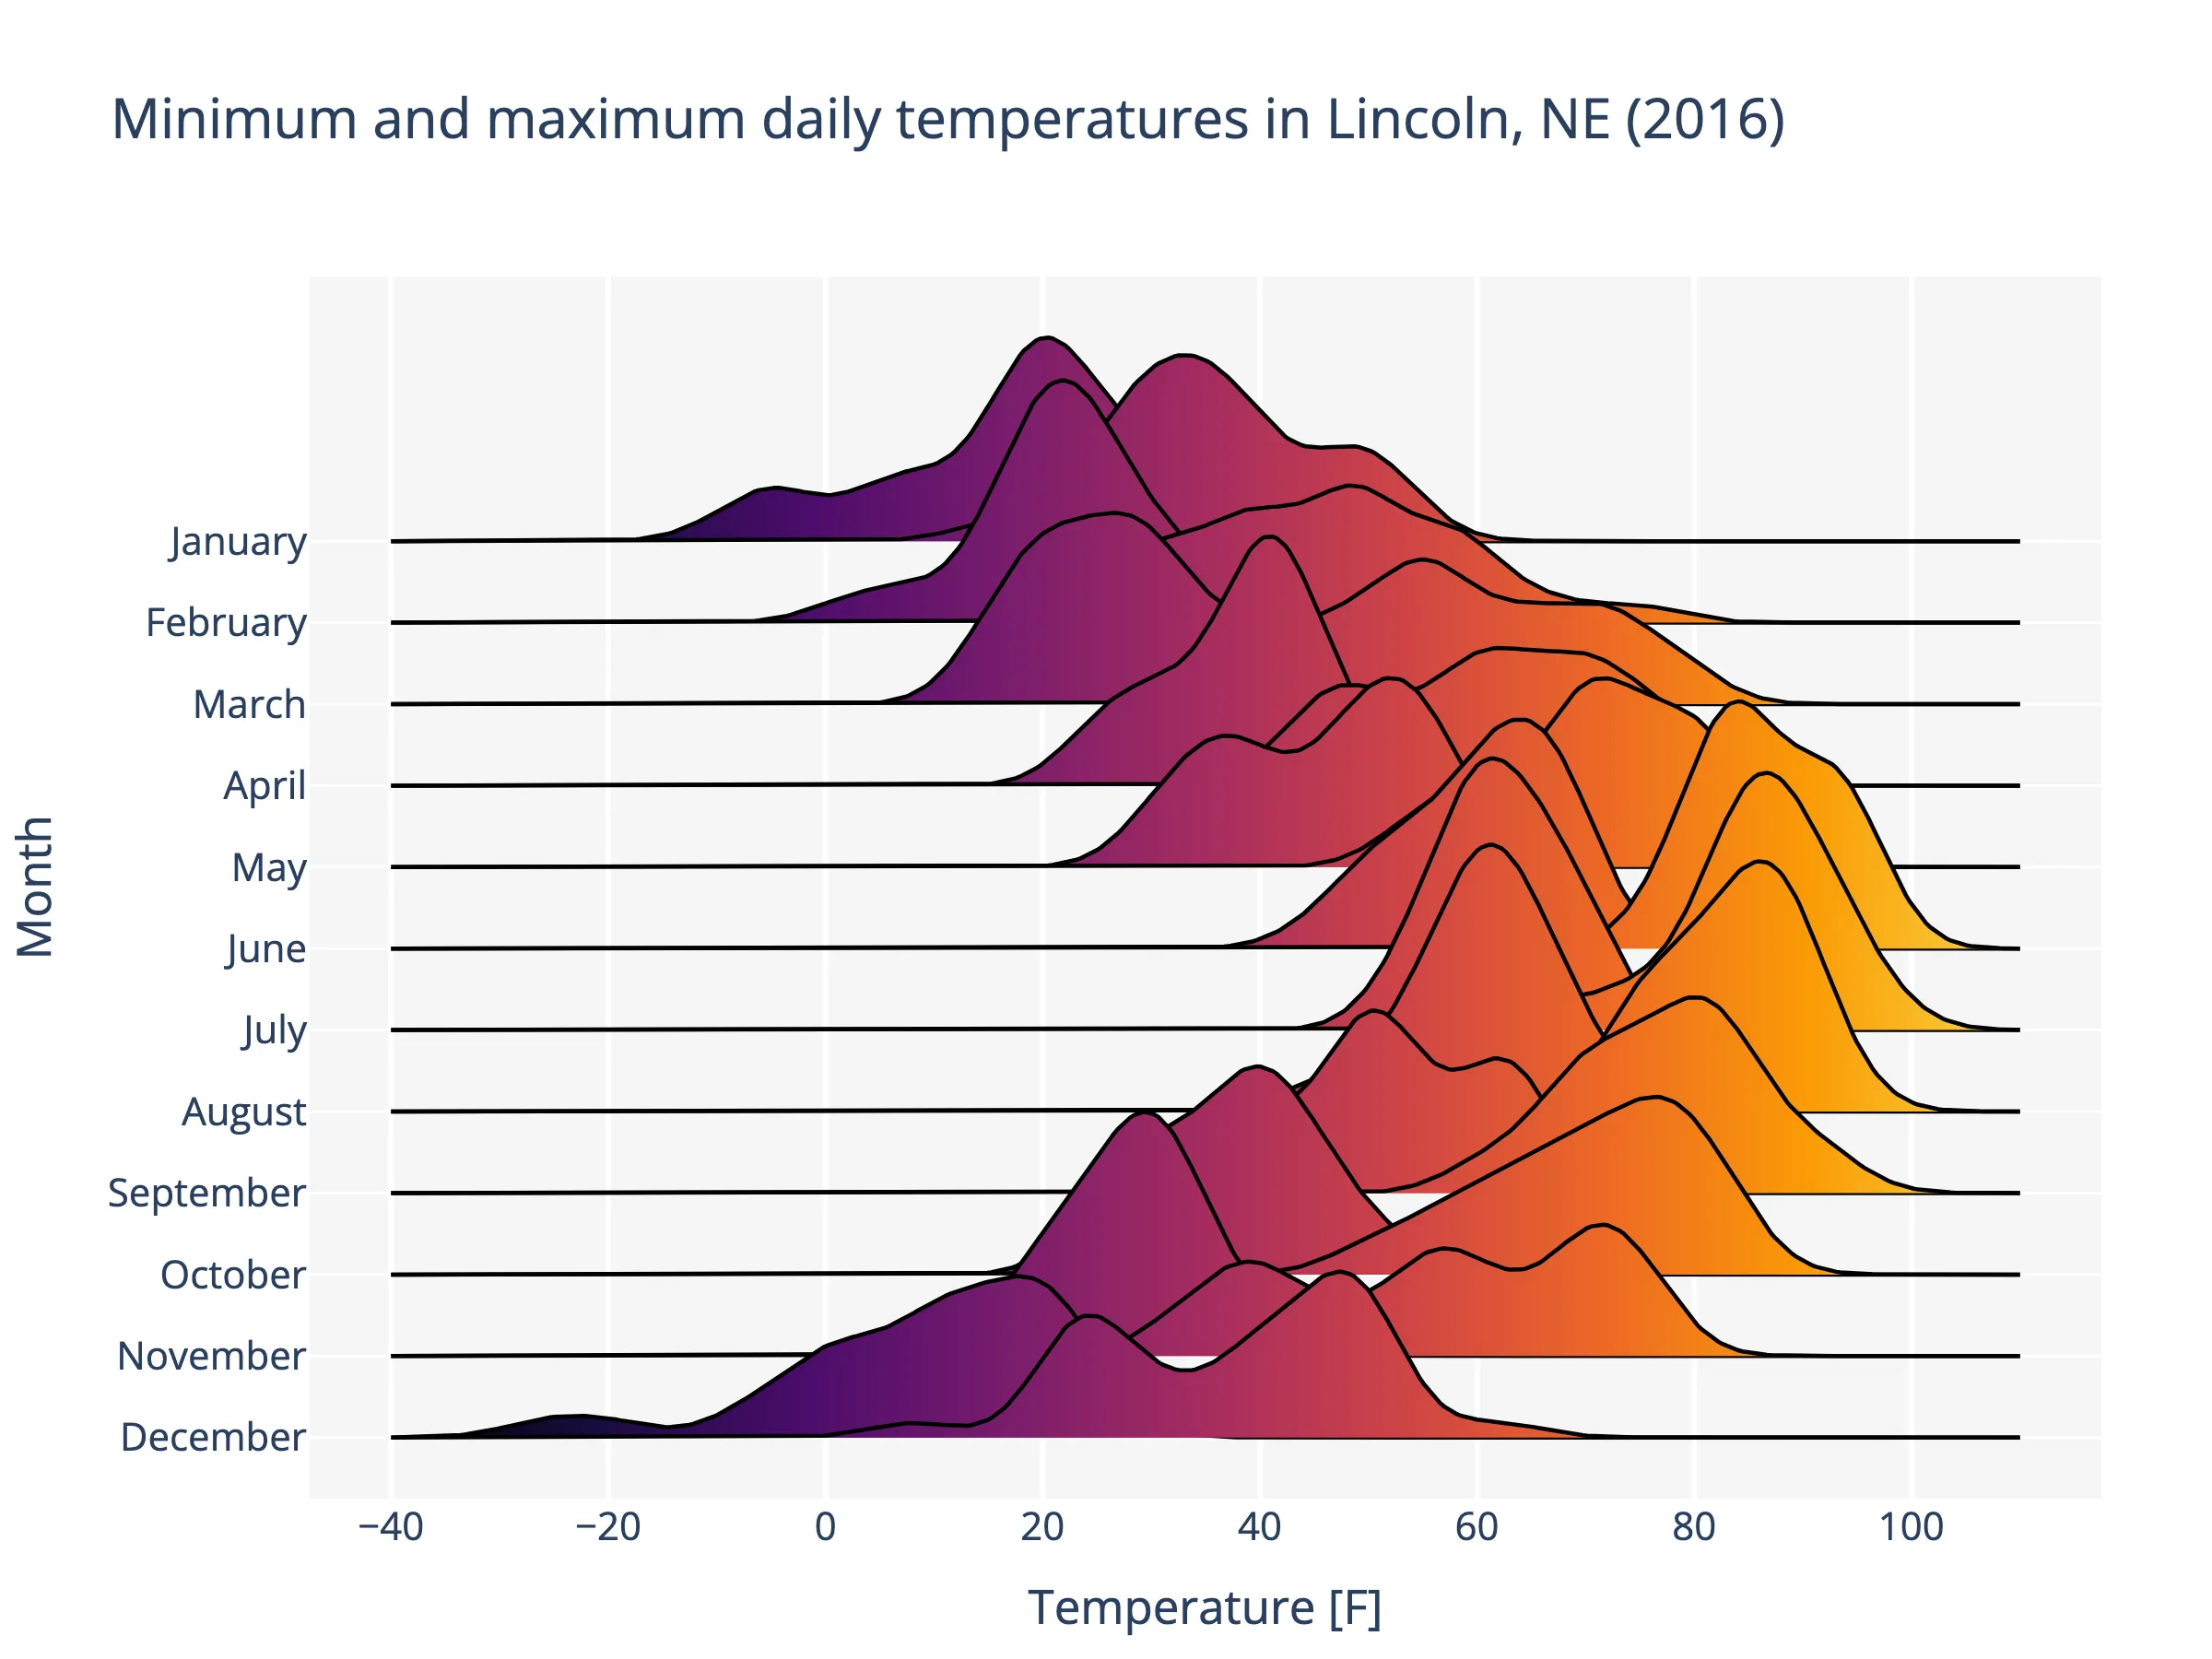 Minimum and maximum daily temperatures in Lincoln, NE (2016)
Month
January
February
March
April
May
June
July
August
September
October
November
December
−40 −20 0 20 40 60 80 100
Temperature [F]